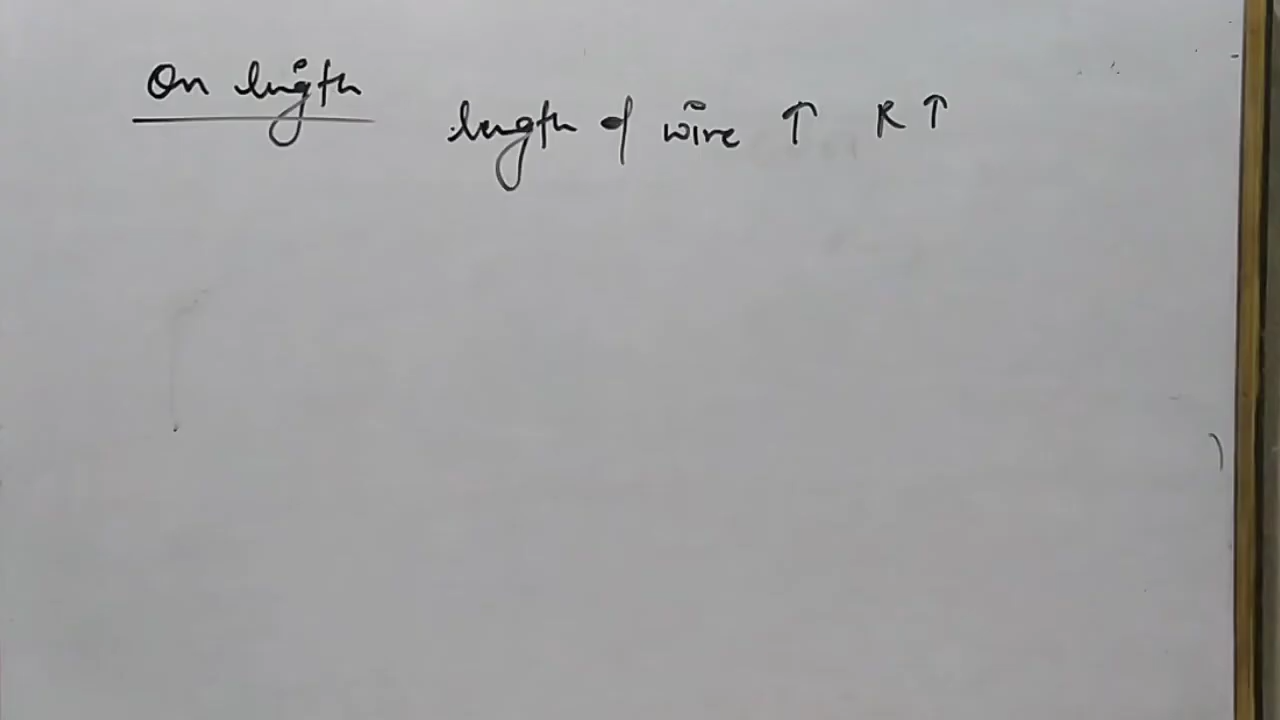 On length
length of wire ↑ R ↑